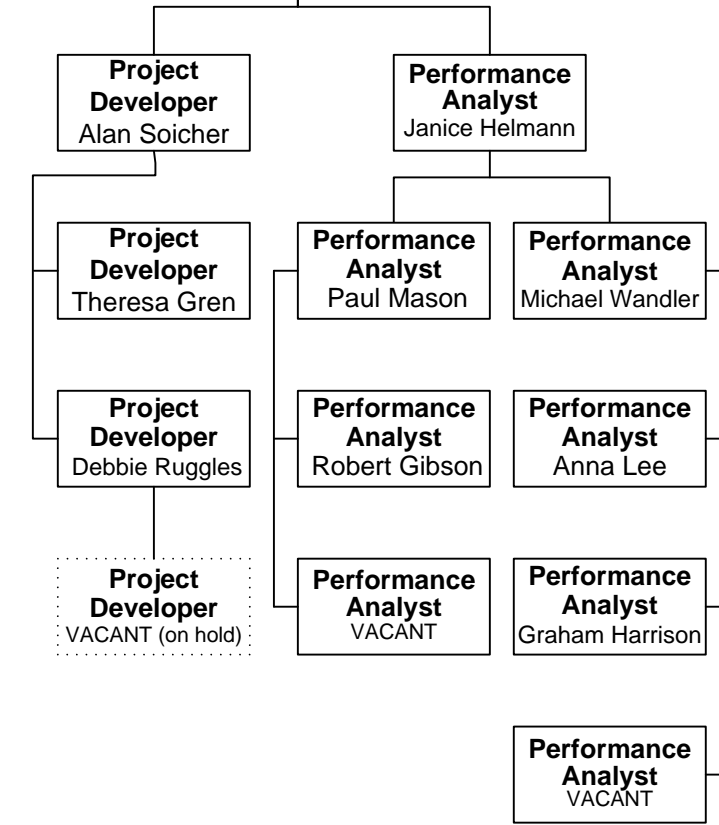 Project
Developer
Alan Soicher
Performance
Analyst
Janice Helmann
Project
Developer
Theresa Gren
Performance
Analyst
Paul Mason
Performance
Analyst
Michael Wandler
Project
Developer
Debbie Ruggles
Performance
Analyst
Robert Gibson
Performance
Analyst
Anna Lee
Project
Developer
VACANT (on hold)
Performance
Analyst
VACANT
Performance
Analyst
Graham Harrison
Performance
Analyst
VACANT